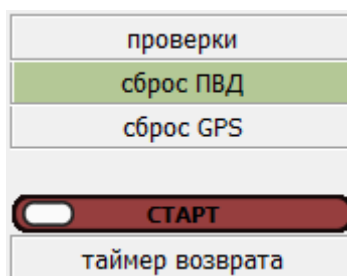 проверки
сброс ПВД
сброс GPS
СТАРТ
таймер возврата